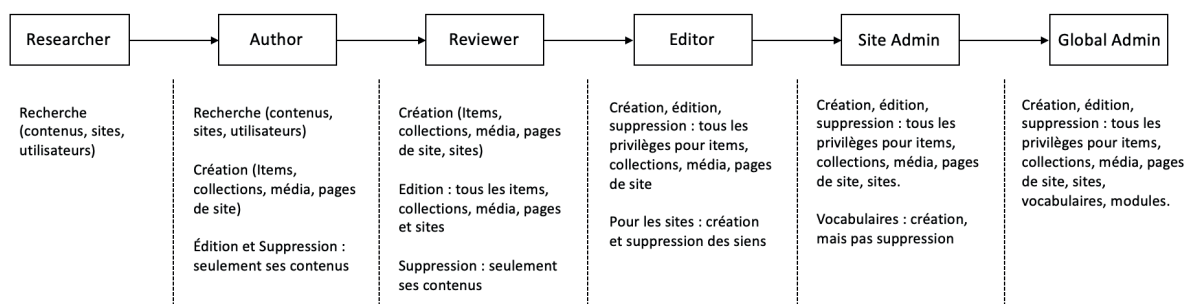 Researcher
Author
Reviewer
Editor
Site Admin
Global Admin
Recherche
(contenus, sites,
utilisateurs)
Recherche (contenus,
sites, utilisateurs)
Création (Items,
collections, média, pages
de site)
Édition et Suppression :
seulement ses contenus
Création (Items,
collections, média, pages
de site, sites)
Edition : tous les items,
collections, média, pages
et sites
Suppression : seulement
ses contenus
Création, édition,
suppression : tous les
privilèges pour items,
collections, média, pages
de site
Pour les sites : création
et suppression des siens
Création, édition,
suppression : tous les
privilèges pour items,
collections, média, pages
de site, sites.
Vocabulaires : création,
mais pas suppression
Création, édition,
suppression : tous les
privilèges pour items,
collections, média, pages
de site, sites,
vocabulaires, modules.